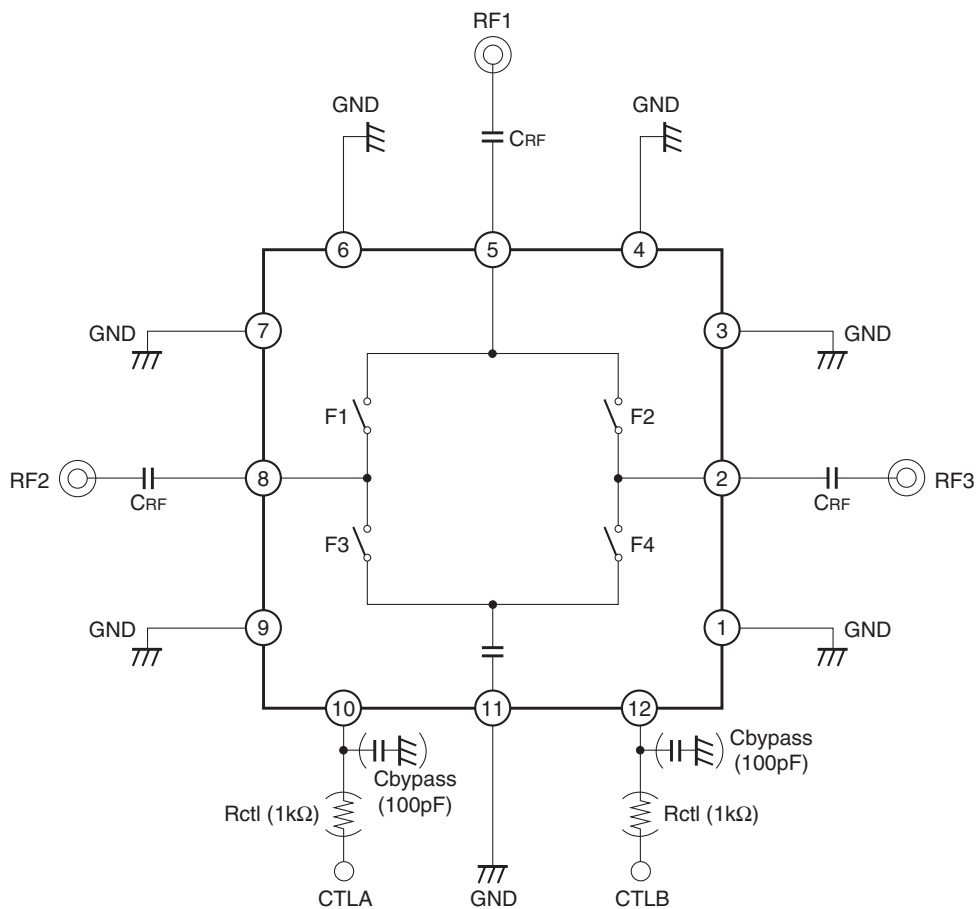 RF1
GND
GND
CRF
6
5
4
GND
7
3
GND
F1
F2
RF2
CRF
8
2
CRF
RF3
F3
F4
GND
9
1
GND
10
11
12
Cbypass
(100pF)
Cbypass
(100pF)
Rctl (1kΩ)
Rctl (1kΩ)
CTLA
GND
CTLB